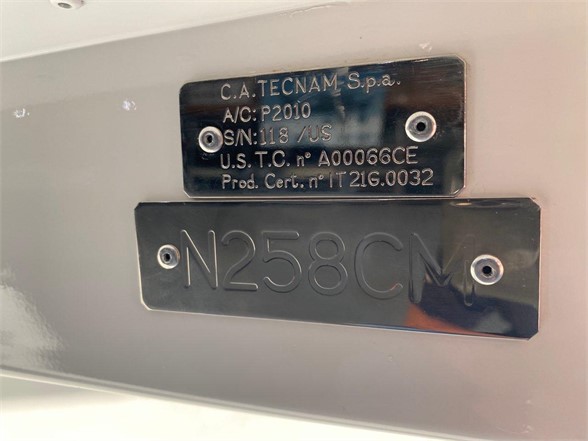 C.A.TECNAM S.p.a.
A/C: P2010
S/N: 118 /US
U.S.T.C. n° A00066CE
Prod. Cert. n° IT21G.0032
N258CM